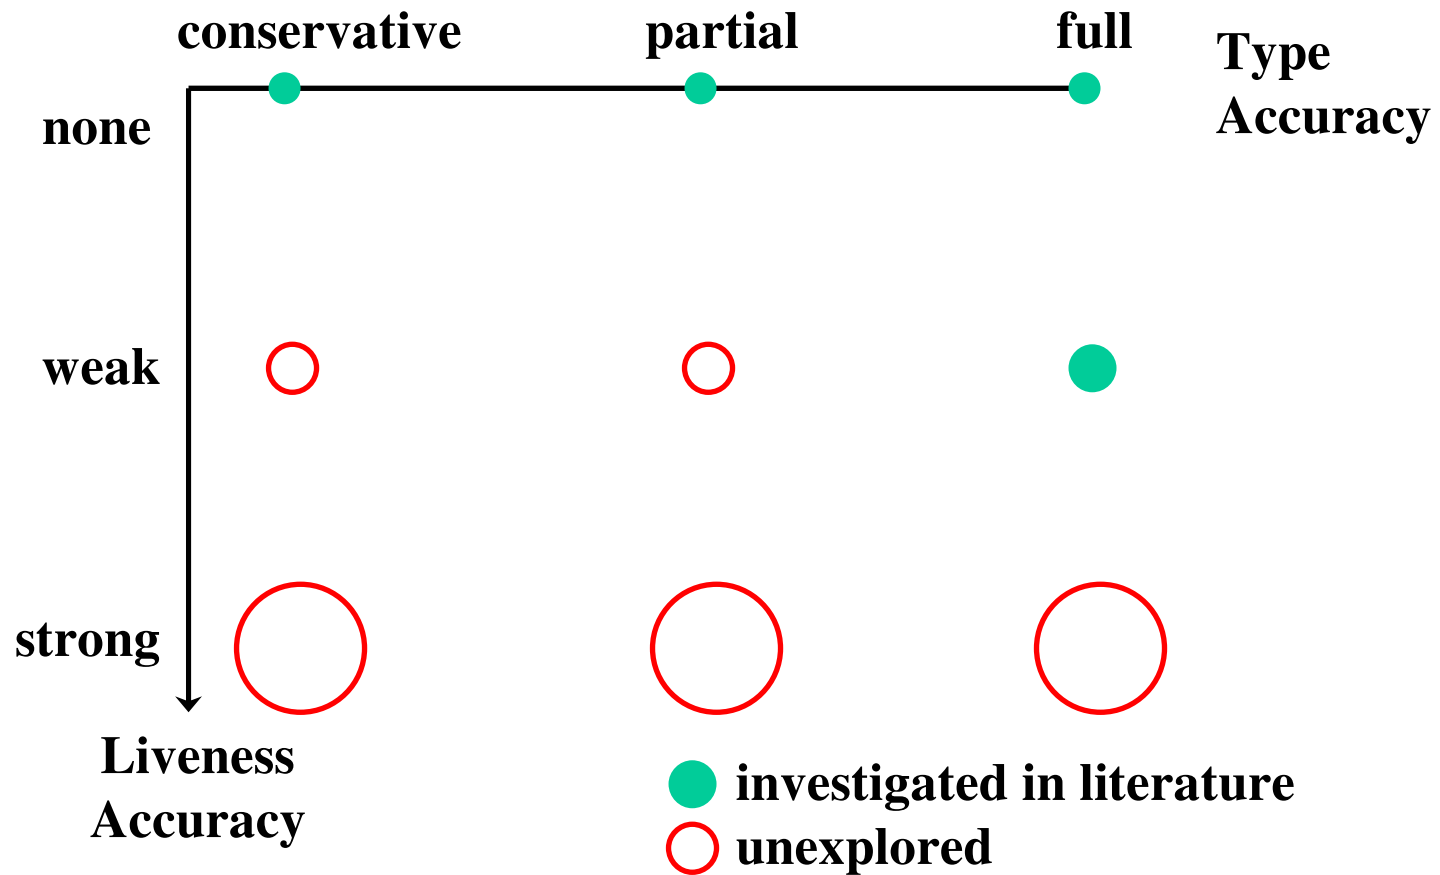 conservative
partial
full
Type
Accuracy
none
weak
strong
Liveness
Accuracy
investigated in literature
unexplored